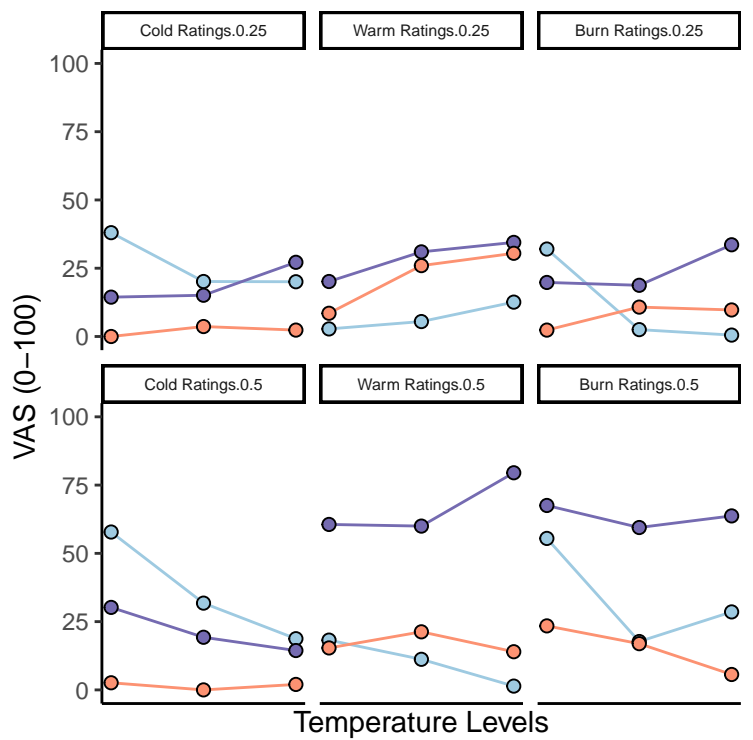 Cold Ratings.0.25
Warm Ratings.0.25
Burn Ratings.0.25
100
75
50
25
0
Cold Ratings.0.5
Warm Ratings.0.5
Burn Ratings.0.5
100
75
50
25
0
VAS (0−100)
Temperature Levels